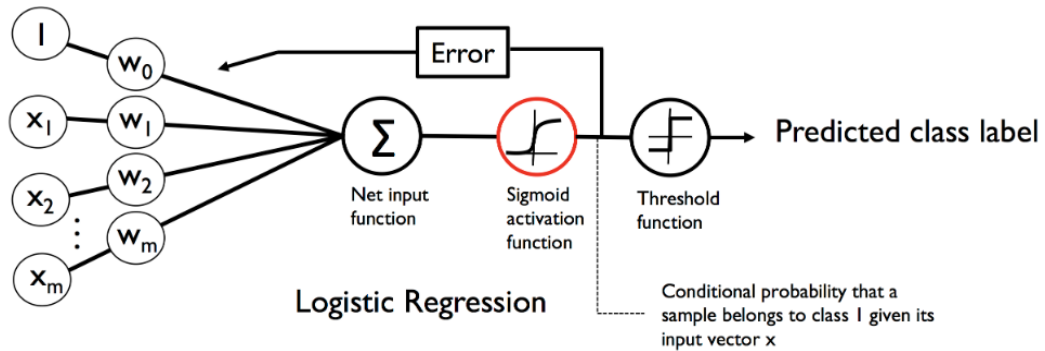 1
w0
Error
x1
w1
Σ
Predicted class label
x2
w2
Net input
function
Sigmoid
activation
function
Threshold
function
⋮
wm
xm
Logistic Regression
Conditional probability that a
sample belongs to class 1 given its
input vector x